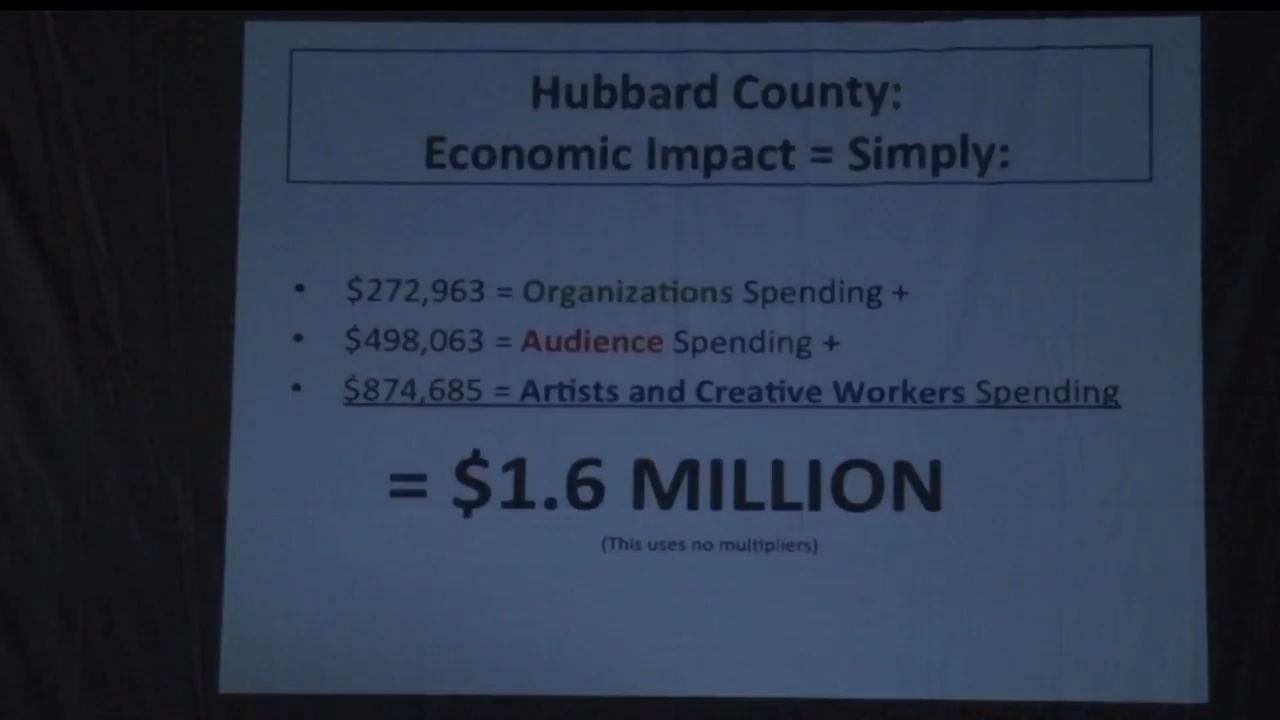 Hubbard County:
Economic Impact = Simply:
• $272,963 = Organizations Spending +
• $498,063 = Audience Spending +
• $874,685 = Artists and Creative Workers Spending
= $1.6 MILLION
(This uses no multipliers)